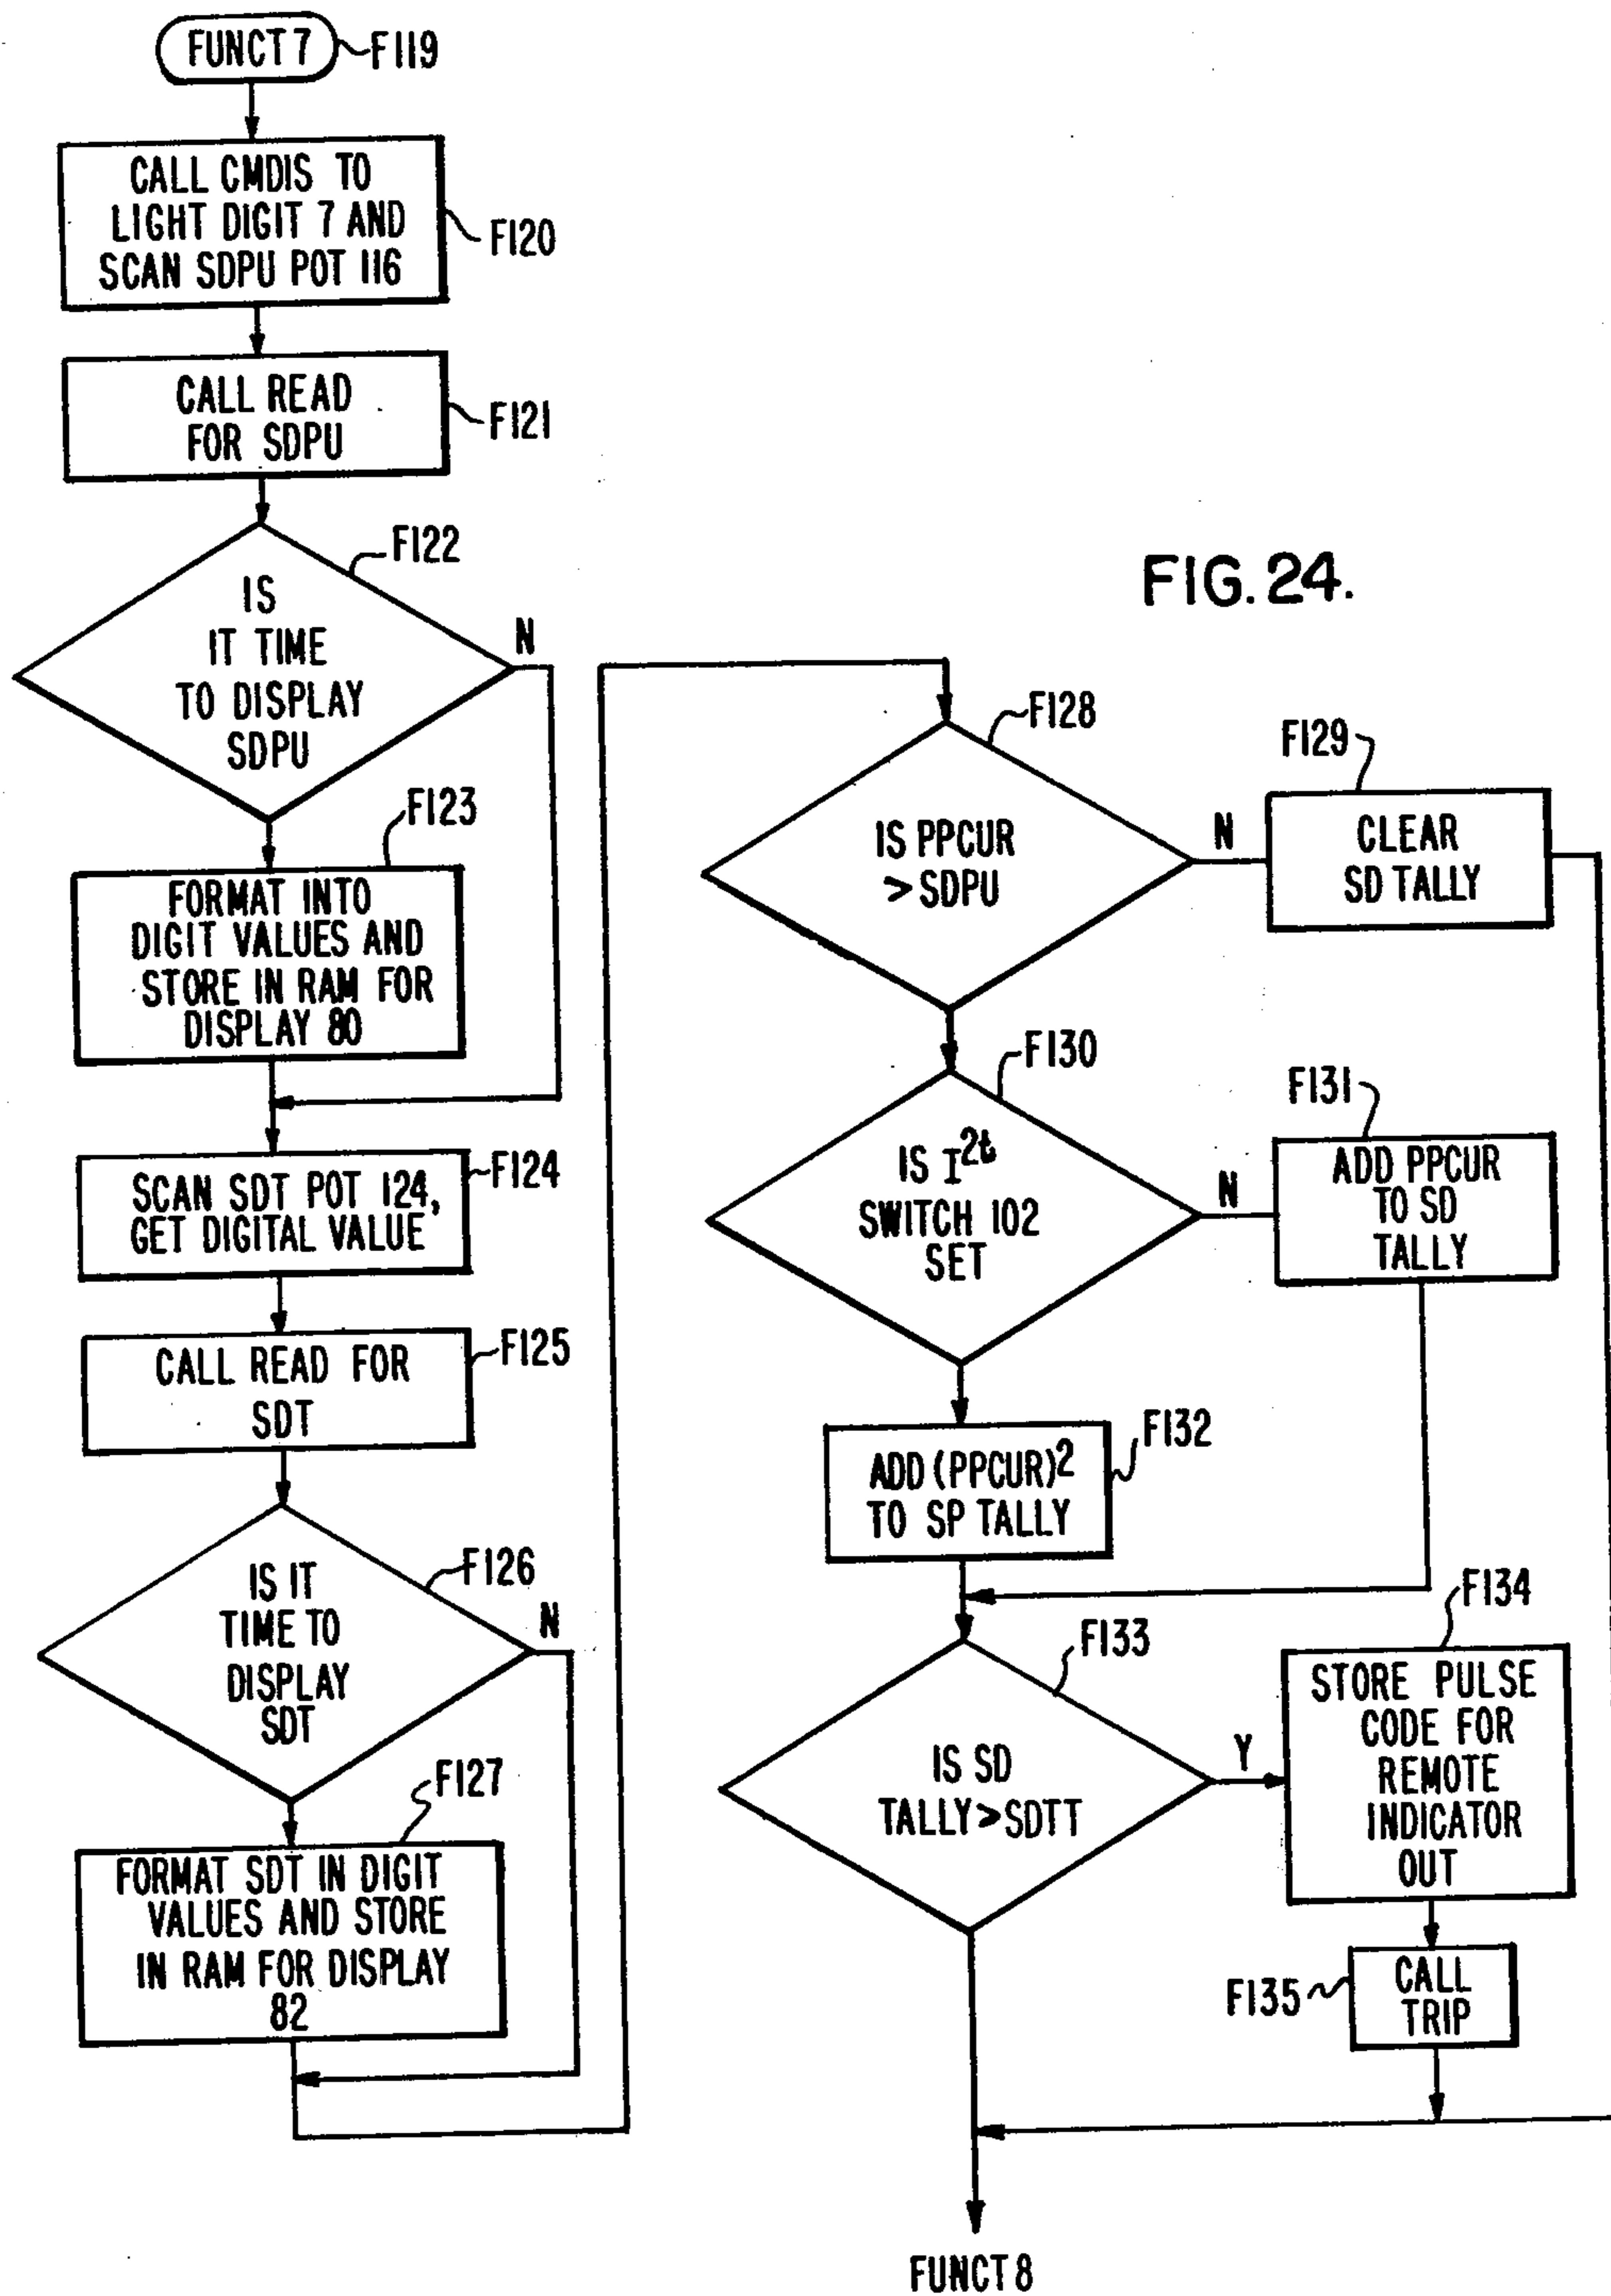 FUNCT 7
F119
CALL CMDIS TO
LIGHT DIGIT 7 AND
SCAN SDPU POT 116
F120
CALL READ
FOR SDPU
F121
F122
IS
IT TIME
TO DISPLAY
SDPU
N
F123
FORMAT INTO
DIGIT VALUES AND
STORE IN RAM FOR
DISPLAY 80
SCAN SDT POT 124,
GET DIGITAL VALUE
F124
CALL READ FOR
SDT
F125
F126
IS IT
TIME TO
DISPLAY
SDT
N
F127
FORMAT SDT IN DIGIT
VALUES AND STORE
IN RAM FOR DISPLAY
82
FIG. 24.
F128
IS PPCUR
> SDPU
N
F129
CLEAR
SD TALLY
F130
IS I²ᵗ
SWITCH 102
SET
N
F131
ADD PPCUR
TO SD
TALLY
F132
ADD (PPCUR)²
TO SP TALLY
F133
IS SD
TALLY > SDTT
Y
F134
STORE PULSE
CODE FOR
REMOTE
INDICATOR
OUT
F135
CALL
TRIP
FUNCT 8